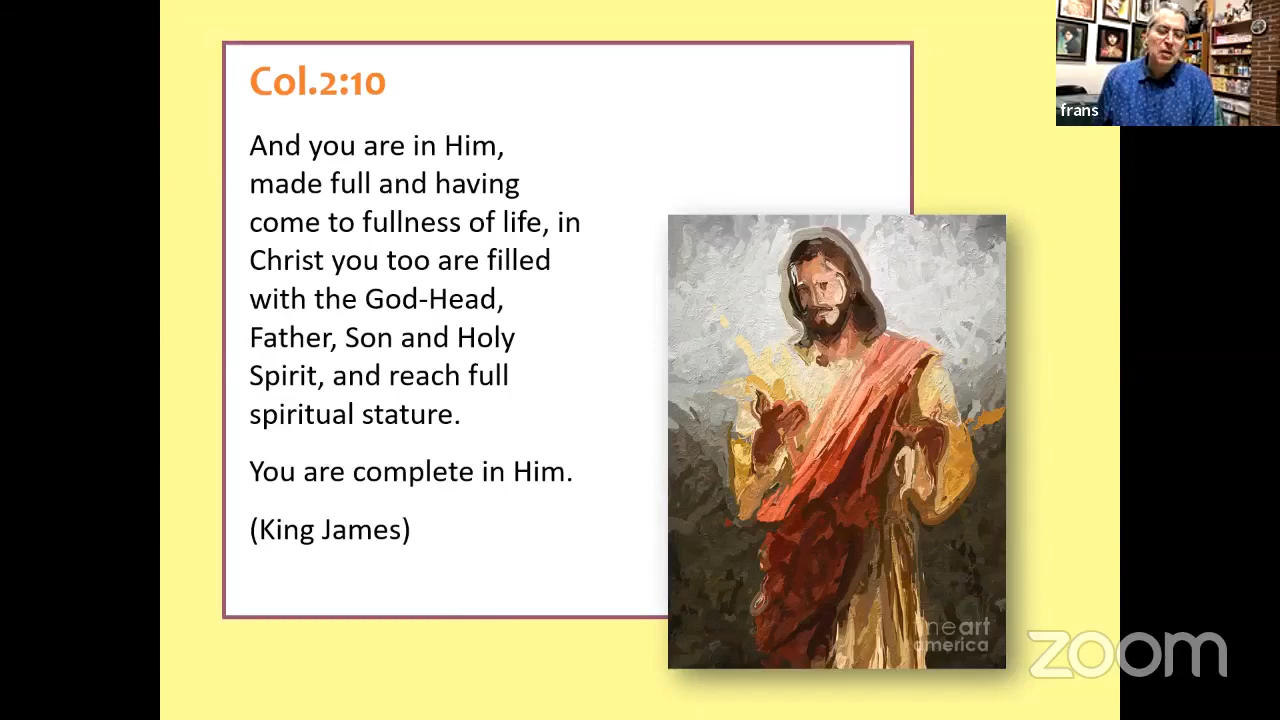 Col.2:10
And you are in Him,
made full and having
come to fullness of life, in
Christ you too are filled
with the God-Head,
Father, Son and Holy
Spirit, and reach full
spiritual stature.
You are complete in Him.
(King James)
frans
fineart
america
zoom